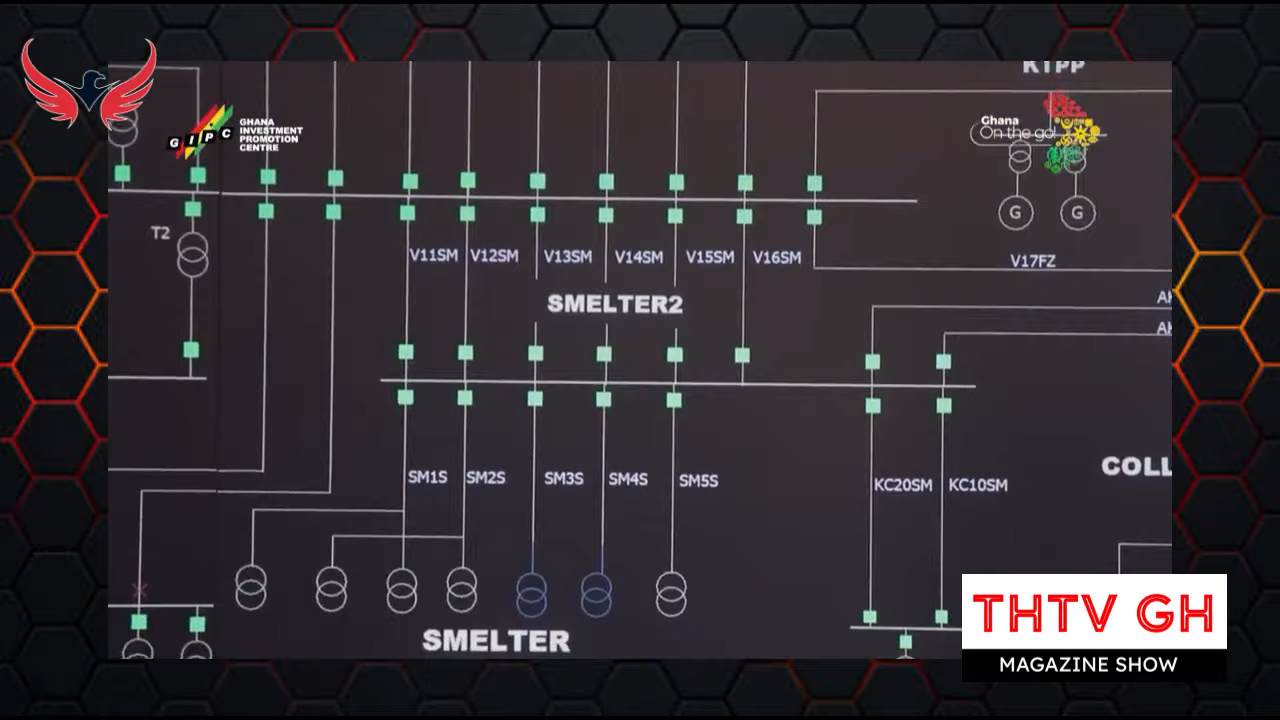 KTPP
GIPC
GHANA
INVESTMENT
PROMOTION
CENTRE
Ghana
On the go!
G
G
T2
V11SM
V12SM
V13SM
V14SM
V15SM
V16SM
V17FZ
SMELTER2
SM1S
SM2S
SM3S
SM4S
SM5S
KC20SM
KC10SM
SMELTER
THTV GH
MAGAZINE SHOW